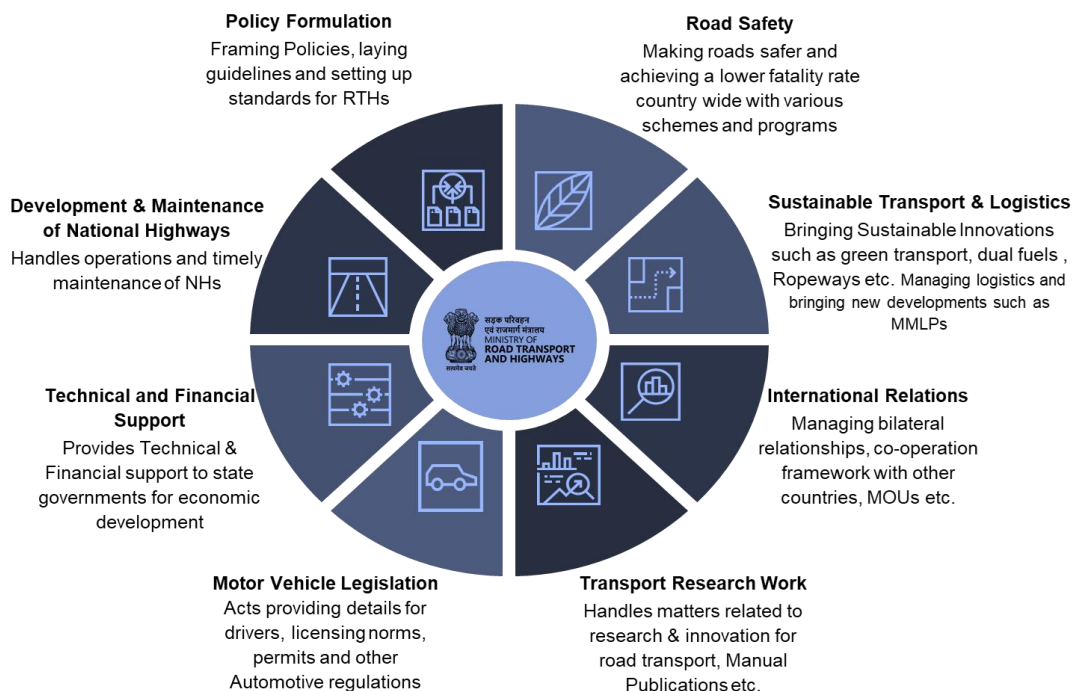 Policy Formulation
Framing Policies, laying
guidelines and setting up
standards for RTHs
Road Safety
Making roads safer and
achieving a lower fatality rate
country wide with various
schemes and programs
Development & Maintenance
of National Highways
Handles operations and timely
maintenance of NHs
Sustainable Transport & Logistics
Bringing Sustainable Innovations
such as green transport, dual fuels ,
Ropeways etc. Managing logistics and
bringing new developments such as
MMLPs
सड़क परिवहन
एवं राजमार्ग मंत्रालय
MINISTRY OF
ROAD TRANSPORT
AND HIGHWAYS
सत्यमेव जयते
Technical and Financial
Support
Provides Technical &
Financial support to state
governments for economic
development
International Relations
Managing bilateral
relationships, co-operation
framework with other
countries, MOUs etc.
Motor Vehicle Legislation
Acts providing details for
drivers, licensing norms,
permits and other
Automotive regulations
Transport Research Work
Handles matters related to
research & innovation for
road transport, Manual
Publications etc.